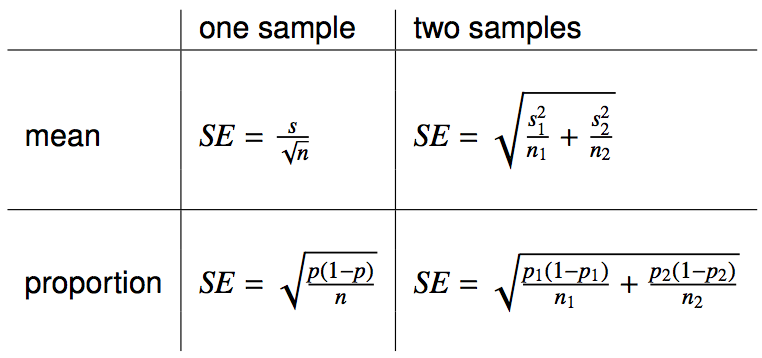 one sample two samples
mean SE = s/√n SE = √(s₁²/n₁ + s₂²/n₂)
proportion SE = √(p(1−p)/n) SE = √(p₁(1−p₁)/n₁ + p₂(1−p₂)/n₂)